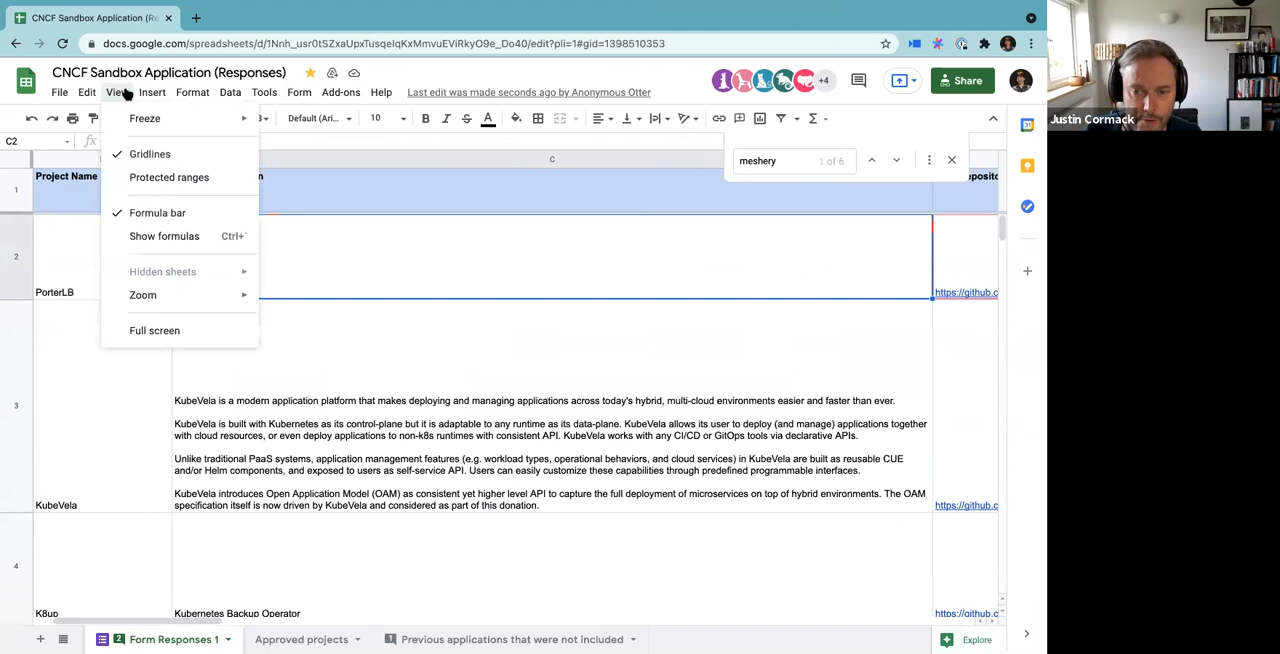 CNCF Sandbox Application (Re
docs.google.com/spreadsheets/d/1Nnh_usr0tSZxaUpxTusqeIqKxMmvuEViRkyO9e_Do40/edit?pli=1#gid=1398510353
CNCF Sandbox Application (Responses)
File Edit View Insert Format Data Tools Form Add-ons Help Last edit was made seconds ago by Anonymous Otter
+4
Share
Justin Cormack
Default (Ari... 10
C2
Freeze
Gridlines
Protected ranges
Formula bar
Show formulas Ctrl+`
Hidden sheets
Zoom
Full screen
meshery 1 of 6
C
1 Project Name
2 PorterLB https://github.c
KubeVela is a modern application platform that makes deploying and managing applications across today's hybrid, multi-cloud environments easier and faster than ever.
3
KubeVela is built with Kubernetes as its control-plane but it is adaptable to any runtime as its data-plane. KubeVela allows its user to deploy (and manage) applications together
with cloud resources, or even deploy applications to non-k8s runtimes with consistent API. KubeVela works with any CI/CD or GitOps tools via declarative APIs.
Unlike traditional PaaS systems, application management features (e.g. workload types, operational behaviors, and cloud services) in KubeVela are built as reusable CUE
and/or Helm components, and exposed to users as self-service API. Users can easily customize these capabilities through predefined programmable interfaces.
KubeVela introduces Open Application Model (OAM) as consistent yet higher level API to capture the full deployment of microservices on top of hybrid environments. The OAM
KubeVela specification itself is now driven by KubeVela and considered as part of this donation. https://github.c
4
K8up Kubernetes Backup Operator https://github.c
Form Responses 1 Approved projects Previous applications that were not included Explore